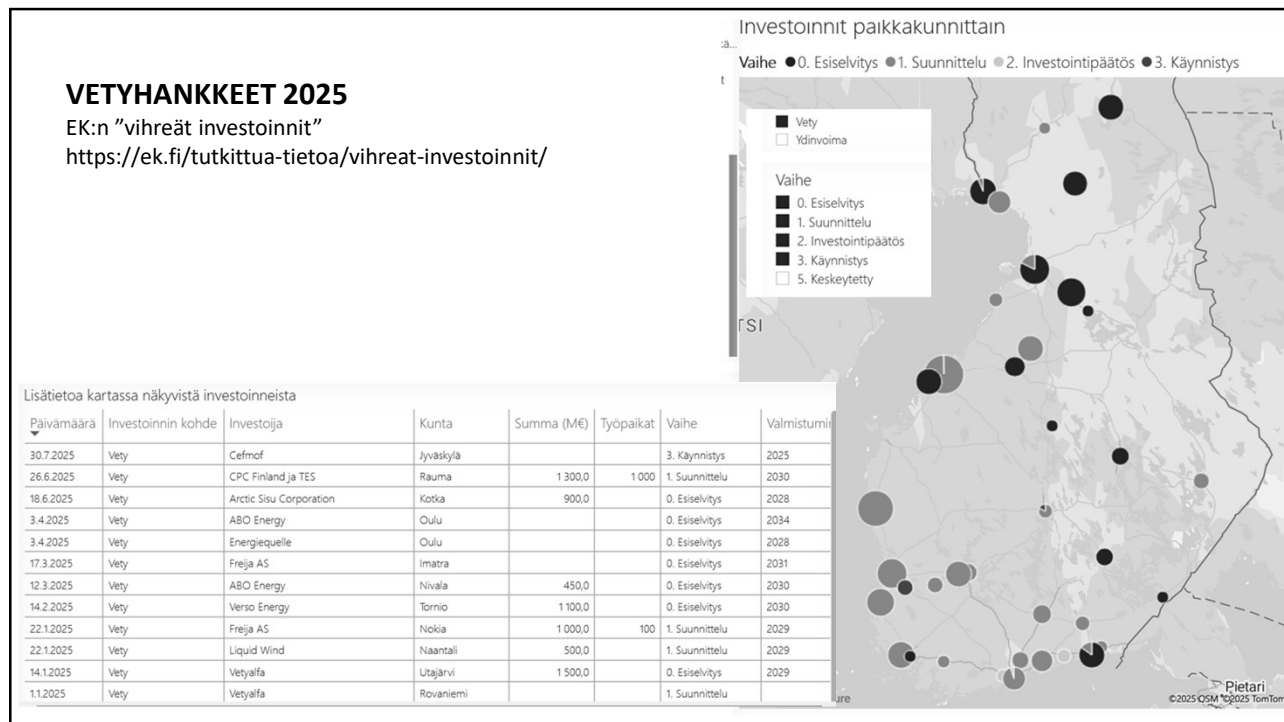 VETYHANKKEET 2025
EK:n ”vihreät investoinnit”
https://ek.fi/tutkittua-tietoa/vihreat-investoinnit/
Investoinnit paikkakunnittain
Vaihe 0. Esiselvitys 1. Suunnittelu 2. Investointipäätös 3. Käynnistys
Vety
Ydinvoima
Vaihe
0. Esiselvitys
1. Suunnittelu
2. Investointipäätös
3. Käynnistys
5. Keskeytetty
TSI
Lisätietoa kartassa näkyvistä investoinneista
Päivämäärä Investoinnin kohde Investoija Kunta Summa (M€) Työpaikat Vaihe Valmistumi
30.7.2025 Vety Cefmof Jyväskylä 3. Käynnistys 2025
26.6.2025 Vety CPC Finland ja TES Rauma 1 300,0 1 000 1. Suunnittelu 2030
18.6.2025 Vety Arctic Sisu Corporation Kotka 900,0 0. Esiselvitys 2028
3.4.2025 Vety ABO Energy Oulu 0. Esiselvitys 2034
3.4.2025 Vety Energiequelle Oulu 0. Esiselvitys 2028
17.3.2025 Vety Freija AS Imatra 0. Esiselvitys 2031
12.3.2025 Vety ABO Energy Nivala 450,0 0. Esiselvitys 2030
14.2.2025 Vety Verso Energy Tornio 1 100,0 0. Esiselvitys 2030
22.1.2025 Vety Freija AS Nokia 1 000,0 100 1. Suunnittelu 2029
22.1.2025 Vety Liquid Wind Naantali 500,0 1. Suunnittelu 2029
14.1.2025 Vety Vetyalfa Utajärvi 1 500,0 0. Esiselvitys 2029
1.1.2025 Vety Vetyalfa Rovaniemi 1. Suunnittelu
Pietari
©2025 OSM ©2025 TomTom